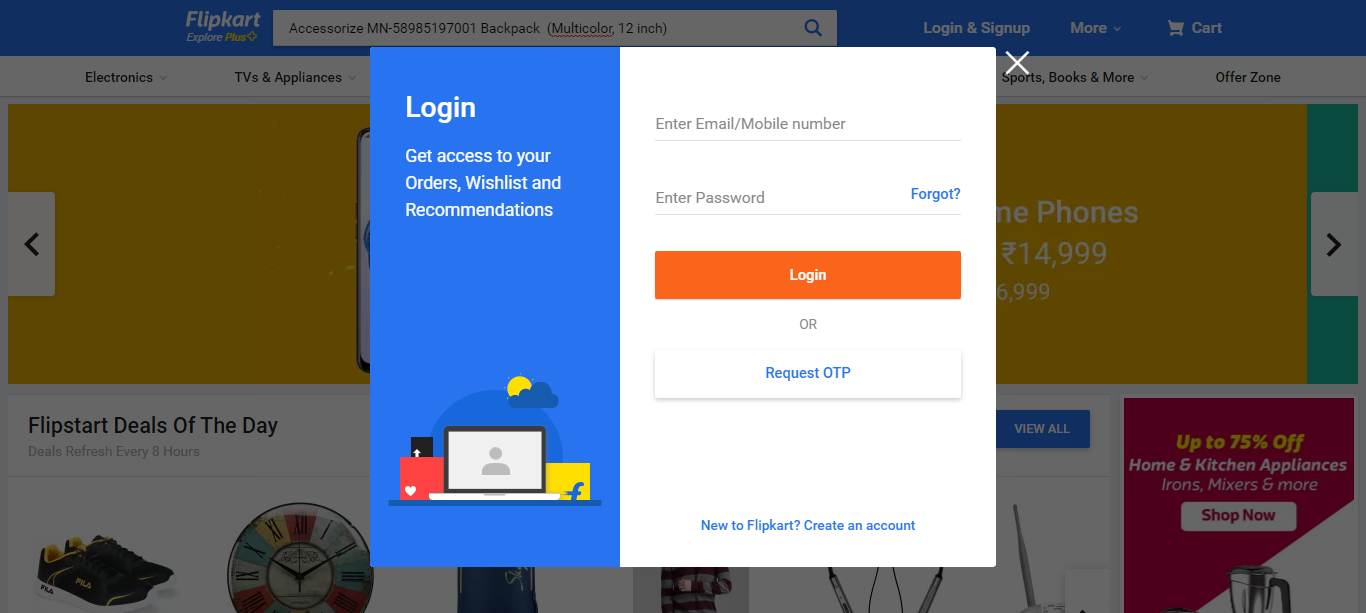 Flipkart
Explore Plus
Accessorize MN-58985197001 Backpack (Multicolor, 12 inch)
Login & Signup
More
Cart
Electronics
TVs & Appliances
Sports, Books & More
Offer Zone
Login
Get access to your
Orders, Wishlist and
Recommendations
Enter Email/Mobile number
Enter Password
Forgot?
Login
OR
Request OTP
New to Flipkart? Create an account
Phones
₹14,999
6,999
Flipstart Deals Of The Day
Deals Refresh Every 8 Hours
VIEW ALL
Up to 75% Off
Home & Kitchen Appliances
Irons, Mixers & more
Shop Now
FILA